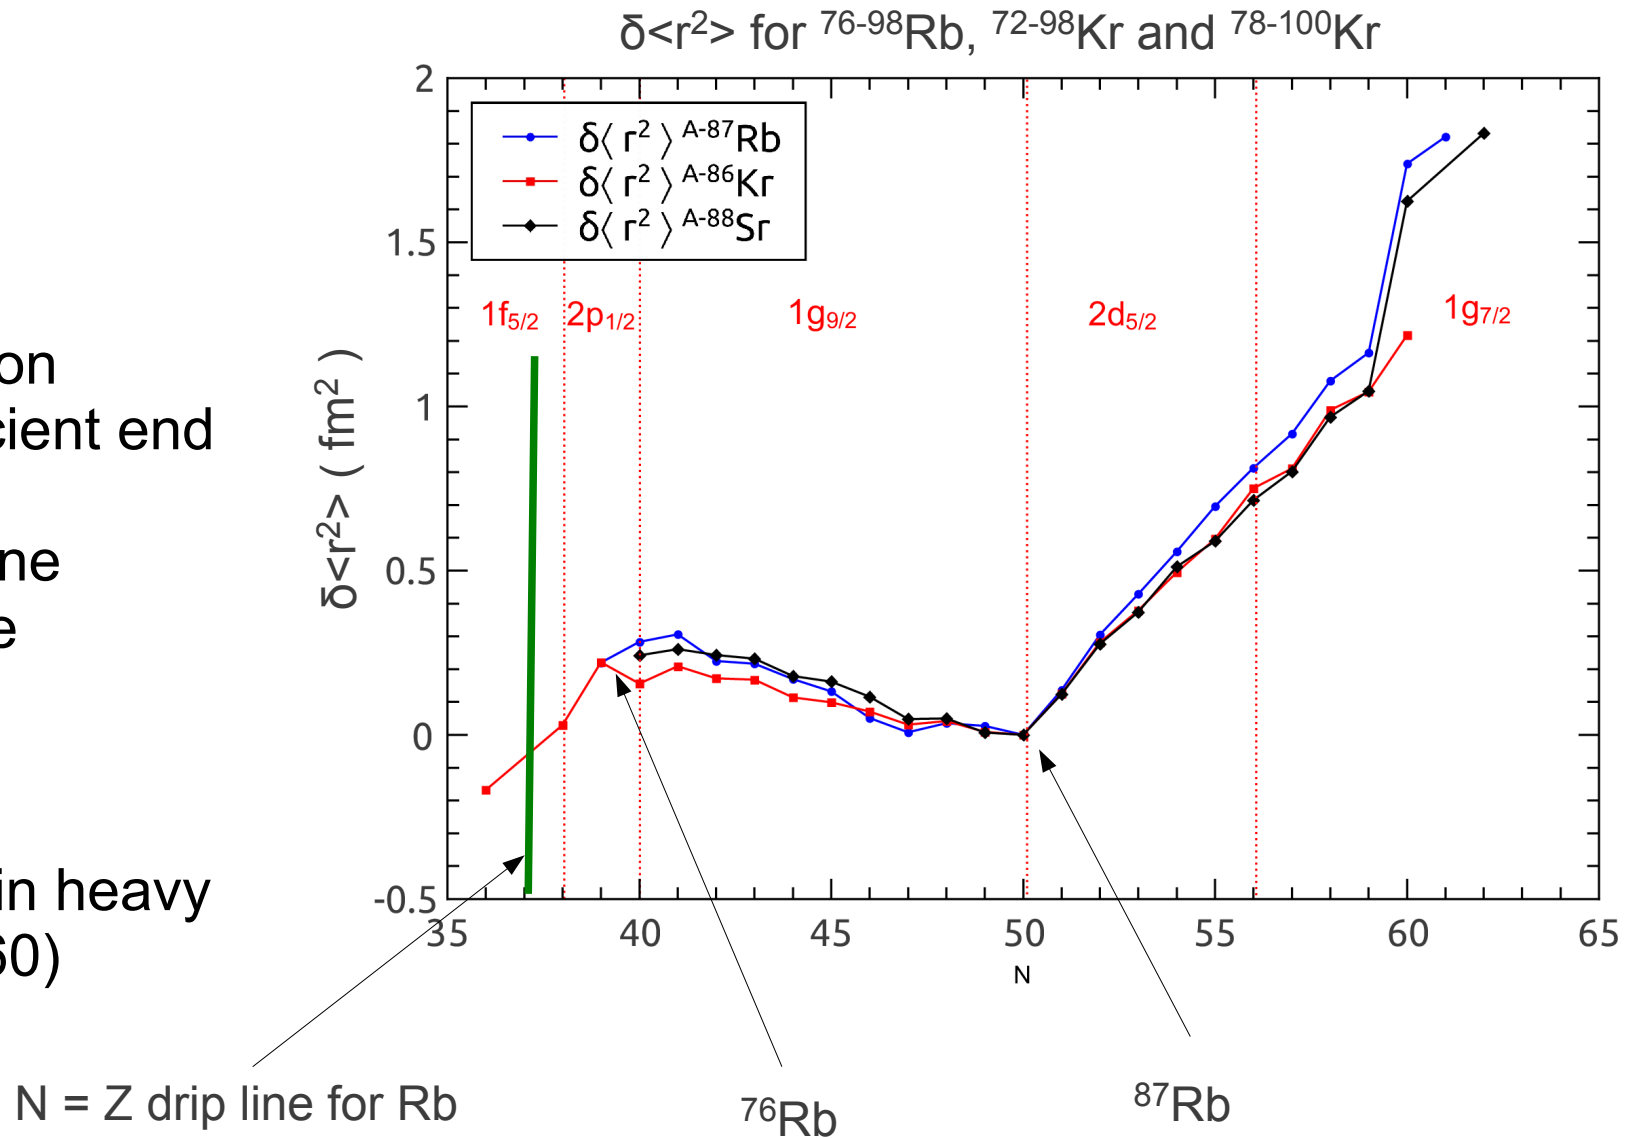 δ<r²> for ⁷⁶⁻⁹⁸Rb, ⁷²⁻⁹⁸Kr and ⁷⁸⁻¹⁰⁰Kr
2
δ⟨ r² ⟩ ᴬ⁻⁸⁷Rb
δ⟨ r² ⟩ ᴬ⁻⁸⁶Kr
δ⟨ r² ⟩ ᴬ⁻⁸⁸Sr
1.5
1f5/2 2p1/2 1g9/2 2d5/2 1g7/2
on
cient end
1
δ<r²> ( fm² )
ne
0.5
e
0
in heavy
-0.5
60)
35 40 45 50 55 60 65
N
N = Z drip line for Rb
⁷⁶Rb
⁸⁷Rb